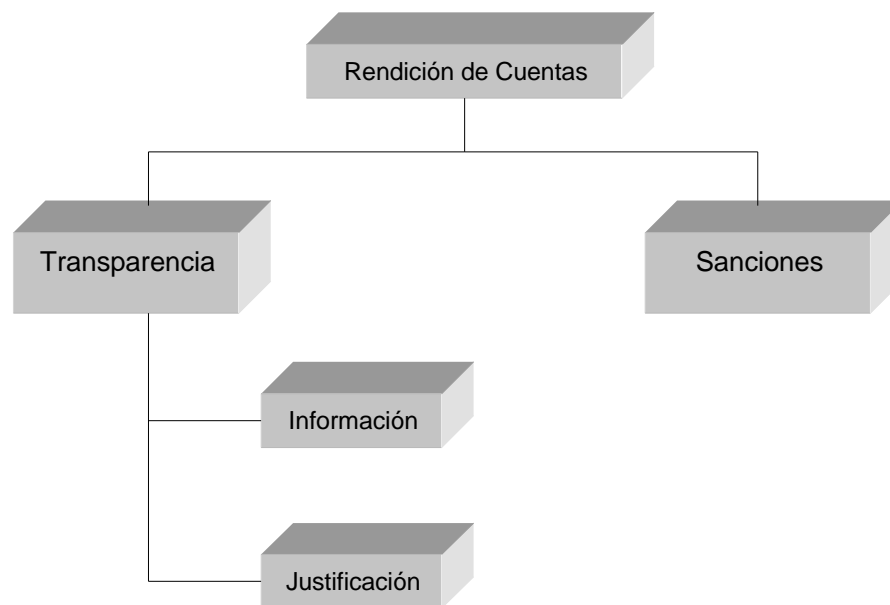 Rendición de Cuentas
Transparencia
Sanciones
Información
Justificación